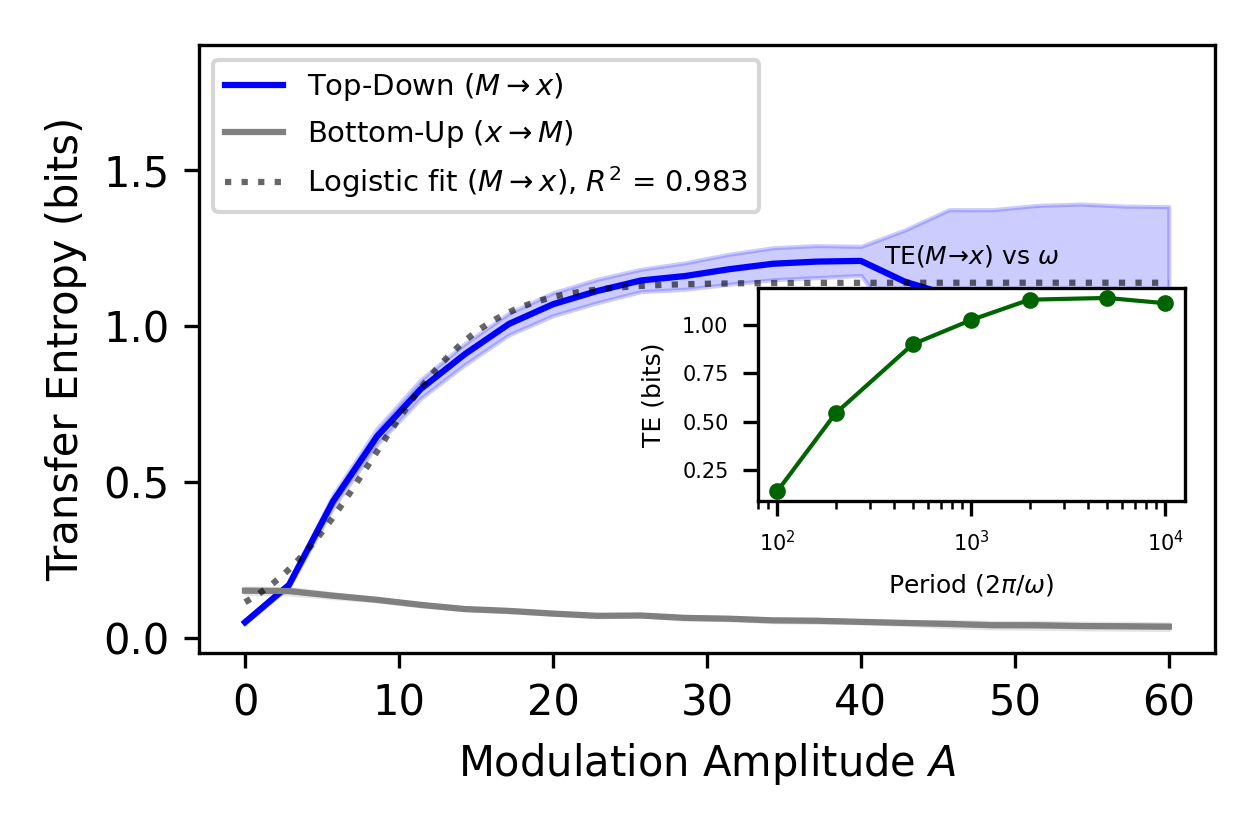 Top-Down (M → x)
Bottom-Up (x → M)
Logistic fit (M → x), R² = 0.983
Transfer Entropy (bits)
1.5
1.0
0.5
0.0
0 10 20 30 40 50 60
Modulation Amplitude A
TE(M→x) vs ω
TE (bits)
1.00
0.75
0.50
0.25
10² 10³ 10⁴
Period (2π/ω)